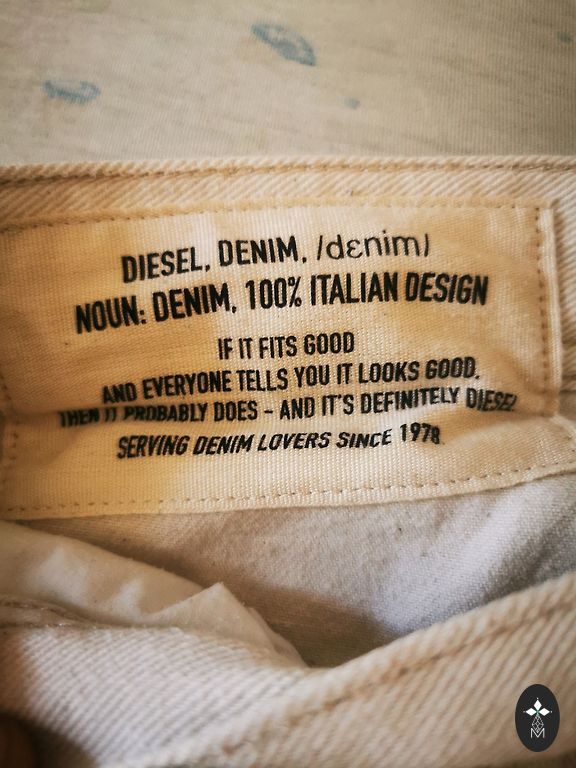 DIESEL, DENIM, /dɛnim/
NOUN: DENIM, 100% ITALIAN DESIGN
IF IT FITS GOOD
AND EVERYONE TELLS YOU IT LOOKS GOOD.
THEN IT PROBABLY DOES – AND IT'S DEFINITELY DIESEL
SERVING DENIM LOVERS SINCE 1978
M